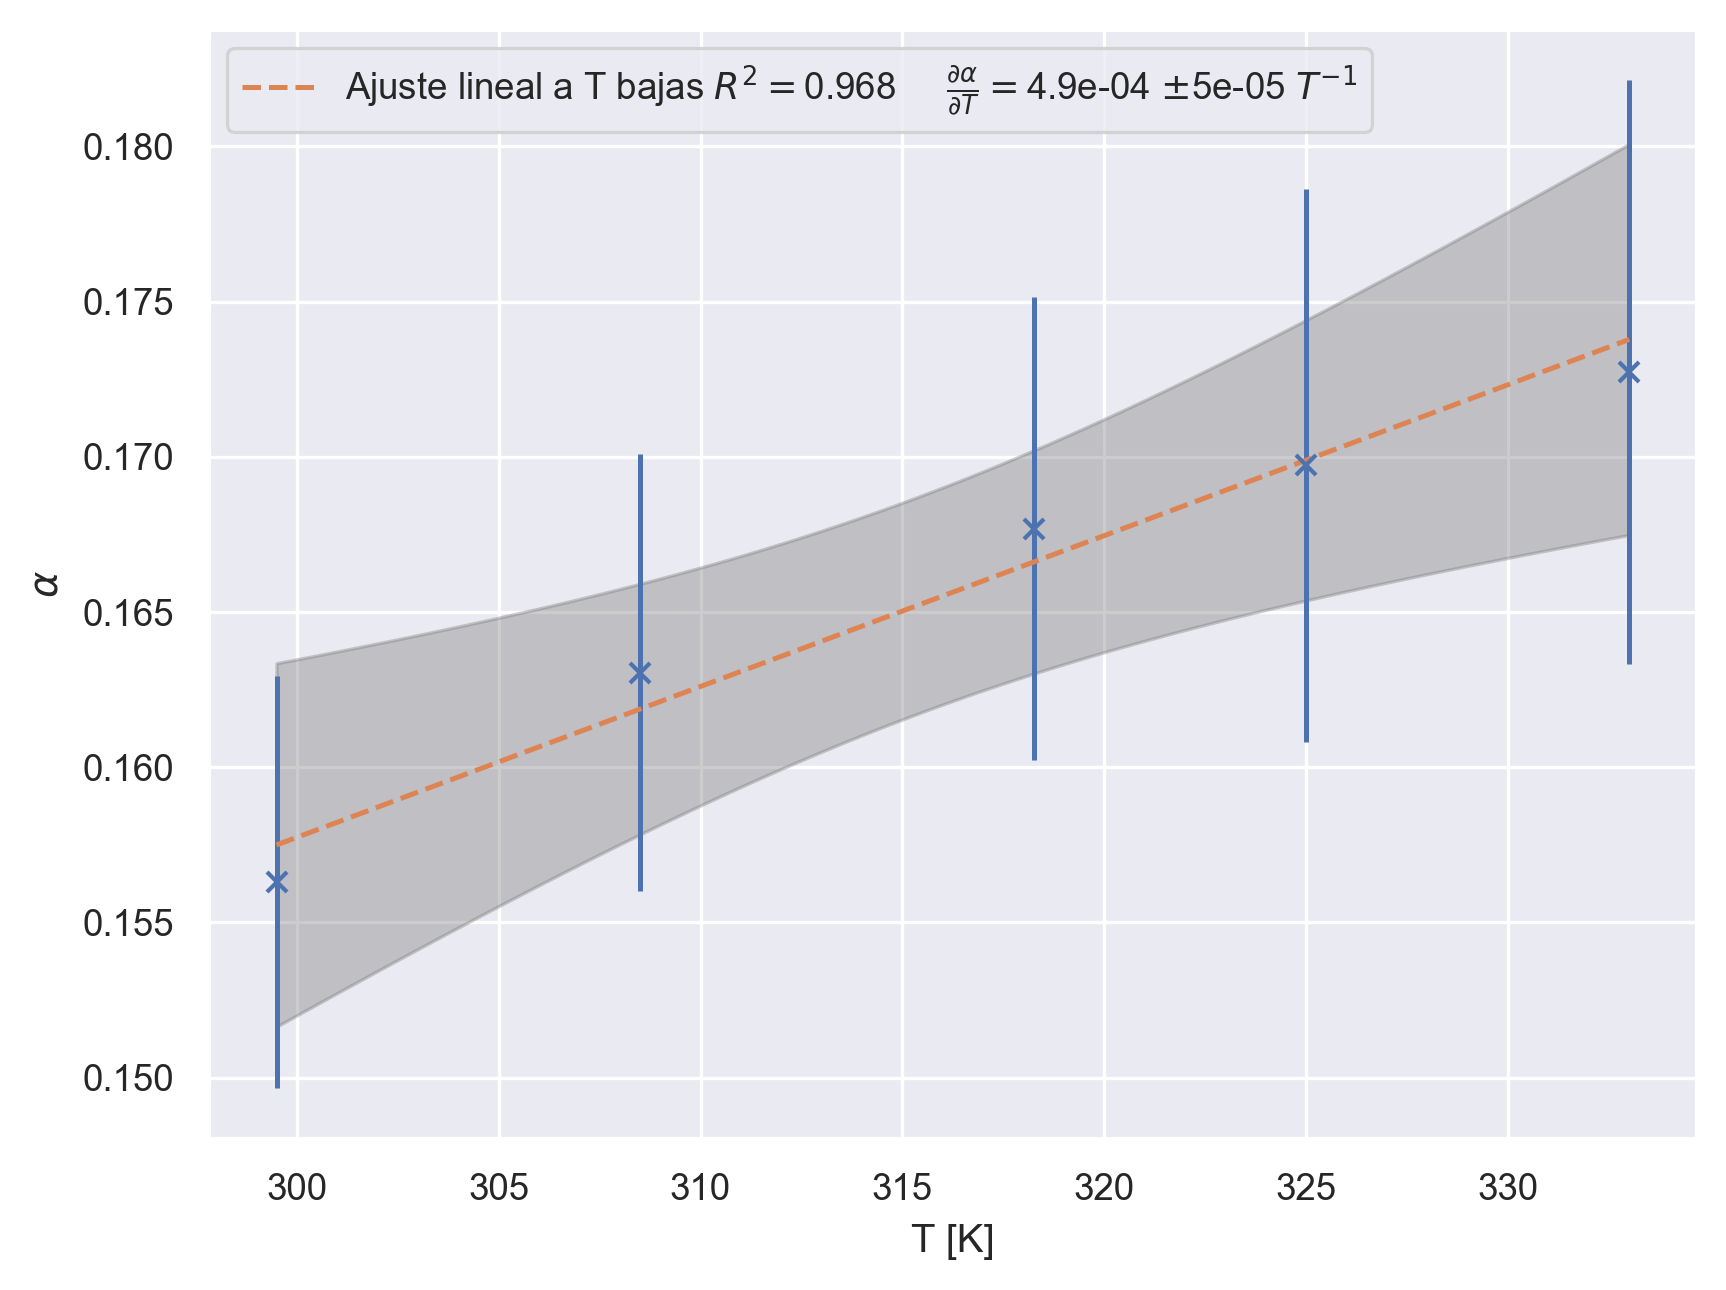 Ajuste lineal a T bajas R² = 0.968 ∂α/∂T = 4.9e-04 ±5e-05 T⁻¹
0.180
0.175
0.170
0.165
0.160
0.155
0.150
α
300 305 310 315 320 325 330
T [K]